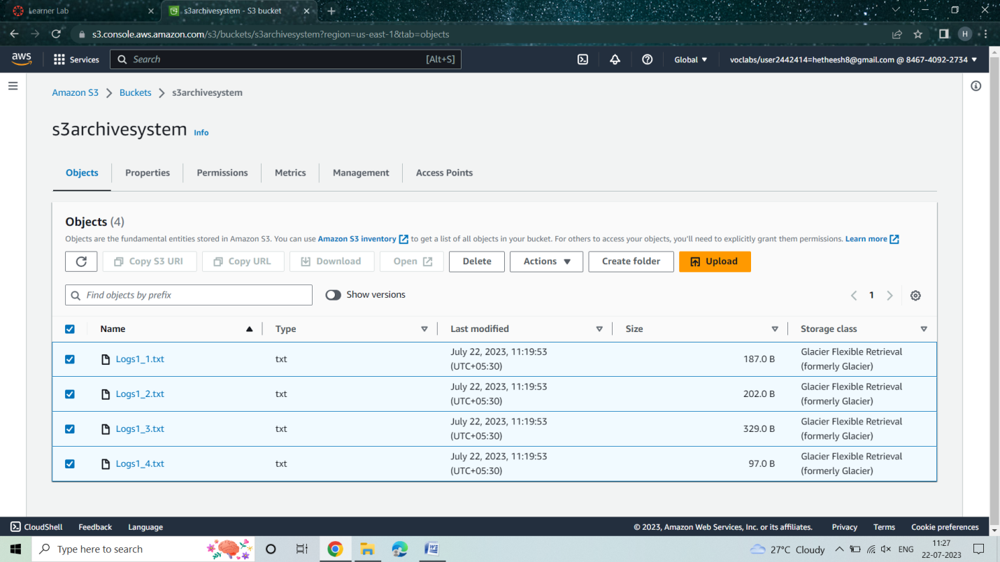 Learner Lab
s3archivesystem - S3 bucket
s3.console.aws.amazon.com/s3/buckets/s3archivesystem?region=us-east-1&tab=objects
H
aws
Services
Search
[Alt+S]
Global
voclabs/user2442414=hetheesh8@gmail.com @ 8467-4092-2734
Amazon S3 > Buckets > s3archivesystem
s3archivesystem Info
Objects
Properties
Permissions
Metrics
Management
Access Points
Objects (4)
Objects are the fundamental entities stored in Amazon S3. You can use Amazon S3 inventory to get a list of all objects in your bucket. For others to access your objects, you'll need to explicitly grant them permissions. Learn more
Copy S3 URI
Copy URL
Download
Open
Delete
Actions
Create folder
Upload
Find objects by prefix
Show versions
1
Name Type Last modified Size Storage class
Logs1_1.txt txt July 22, 2023, 11:19:53 187.0 B Glacier Flexible Retrieval
(UTC+05:30) (formerly Glacier)
Logs1_2.txt txt July 22, 2023, 11:19:53 202.0 B Glacier Flexible Retrieval
(UTC+05:30) (formerly Glacier)
Logs1_3.txt txt July 22, 2023, 11:19:53 329.0 B Glacier Flexible Retrieval
(UTC+05:30) (formerly Glacier)
Logs1_4.txt txt July 22, 2023, 11:19:53 97.0 B Glacier Flexible Retrieval
(UTC+05:30) (formerly Glacier)
CloudShell
Feedback
Language
© 2023, Amazon Web Services, Inc. or its affiliates.
Privacy
Terms
Cookie preferences
Type here to search
27°C Cloudy
ENG
11:27
22-07-2023